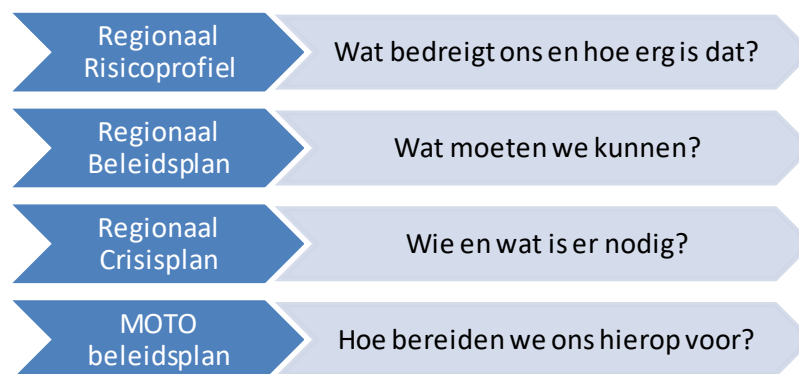 Regionaal
Risicoprofiel
Wat bedreigt ons en hoe erg is dat?
Regionaal
Beleidsplan
Wat moeten we kunnen?
Regionaal
Crisisplan
Wie en wat is er nodig?
MOTO
beleidsplan
Hoe bereiden we ons hierop voor?